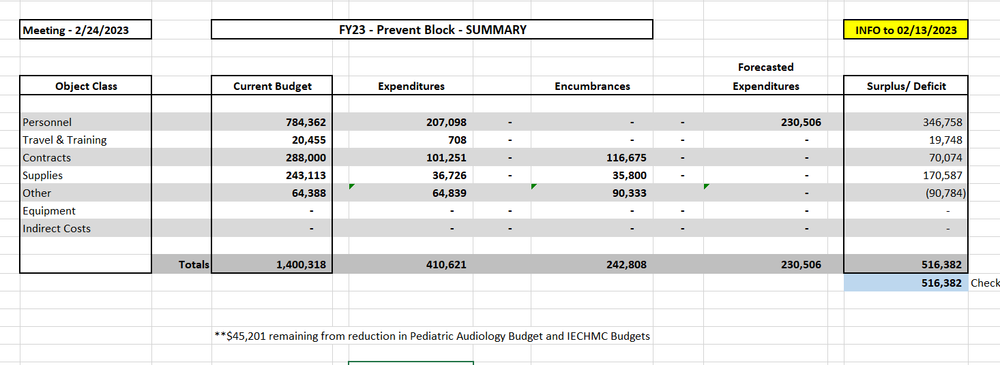 Meeting - 2/24/2023 FY23 - Prevent Block - SUMMARY INFO to 02/13/2023
Forecasted
Object Class Current Budget Expenditures Encumbrances Expenditures Surplus/ Deficit
Personnel 784,362 207,098 - - - 230,506 346,758
Travel & Training 20,455 708 - - - - 19,748
Contracts 288,000 101,251 - 116,675 - - 70,074
Supplies 243,113 36,726 - 35,800 - - 170,587
Other 64,388 64,839 90,333 - (90,784)
Equipment - - - - - - -
Indirect Costs - - - - - - -
Totals 1,400,318 410,621 242,808 230,506 516,382
516,382 Check
**$45,201 remaining from reduction in Pediatric Audiology Budget and IECHMC Budgets